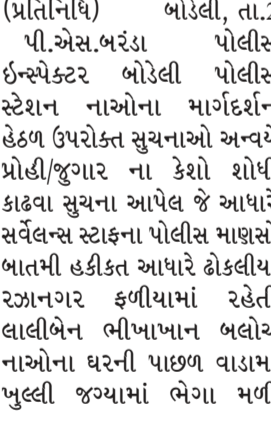 (પ્રતિનિધિ) બોડેલી, તા.
પી.એસ.બરંડા પોલીસ
ઇન્સ્પેક્ટર બોડેલી પોલીસ
સ્ટેશન નાઓના માર્ગદર્શન
હેઠળ ઉપરોક્ત સુચનાઓ અન્વયે
પ્રોહી/જુગાર ના કેશો શોધી
કાઢવા સુચના આપેલ જે આધારે
સર્વેલન્સ સ્ટાફના પોલીસ માણસો
બાતમી હકીકત આધારે ઢોકલીય
રઝાનગર ફળીયામાં રહેતી
લાલીબેન ભીખાખાન બલોચ
નાઓના ઘરની પાછળ વાડામ
ખુલ્લી જગ્યામાં ભેગા મળી